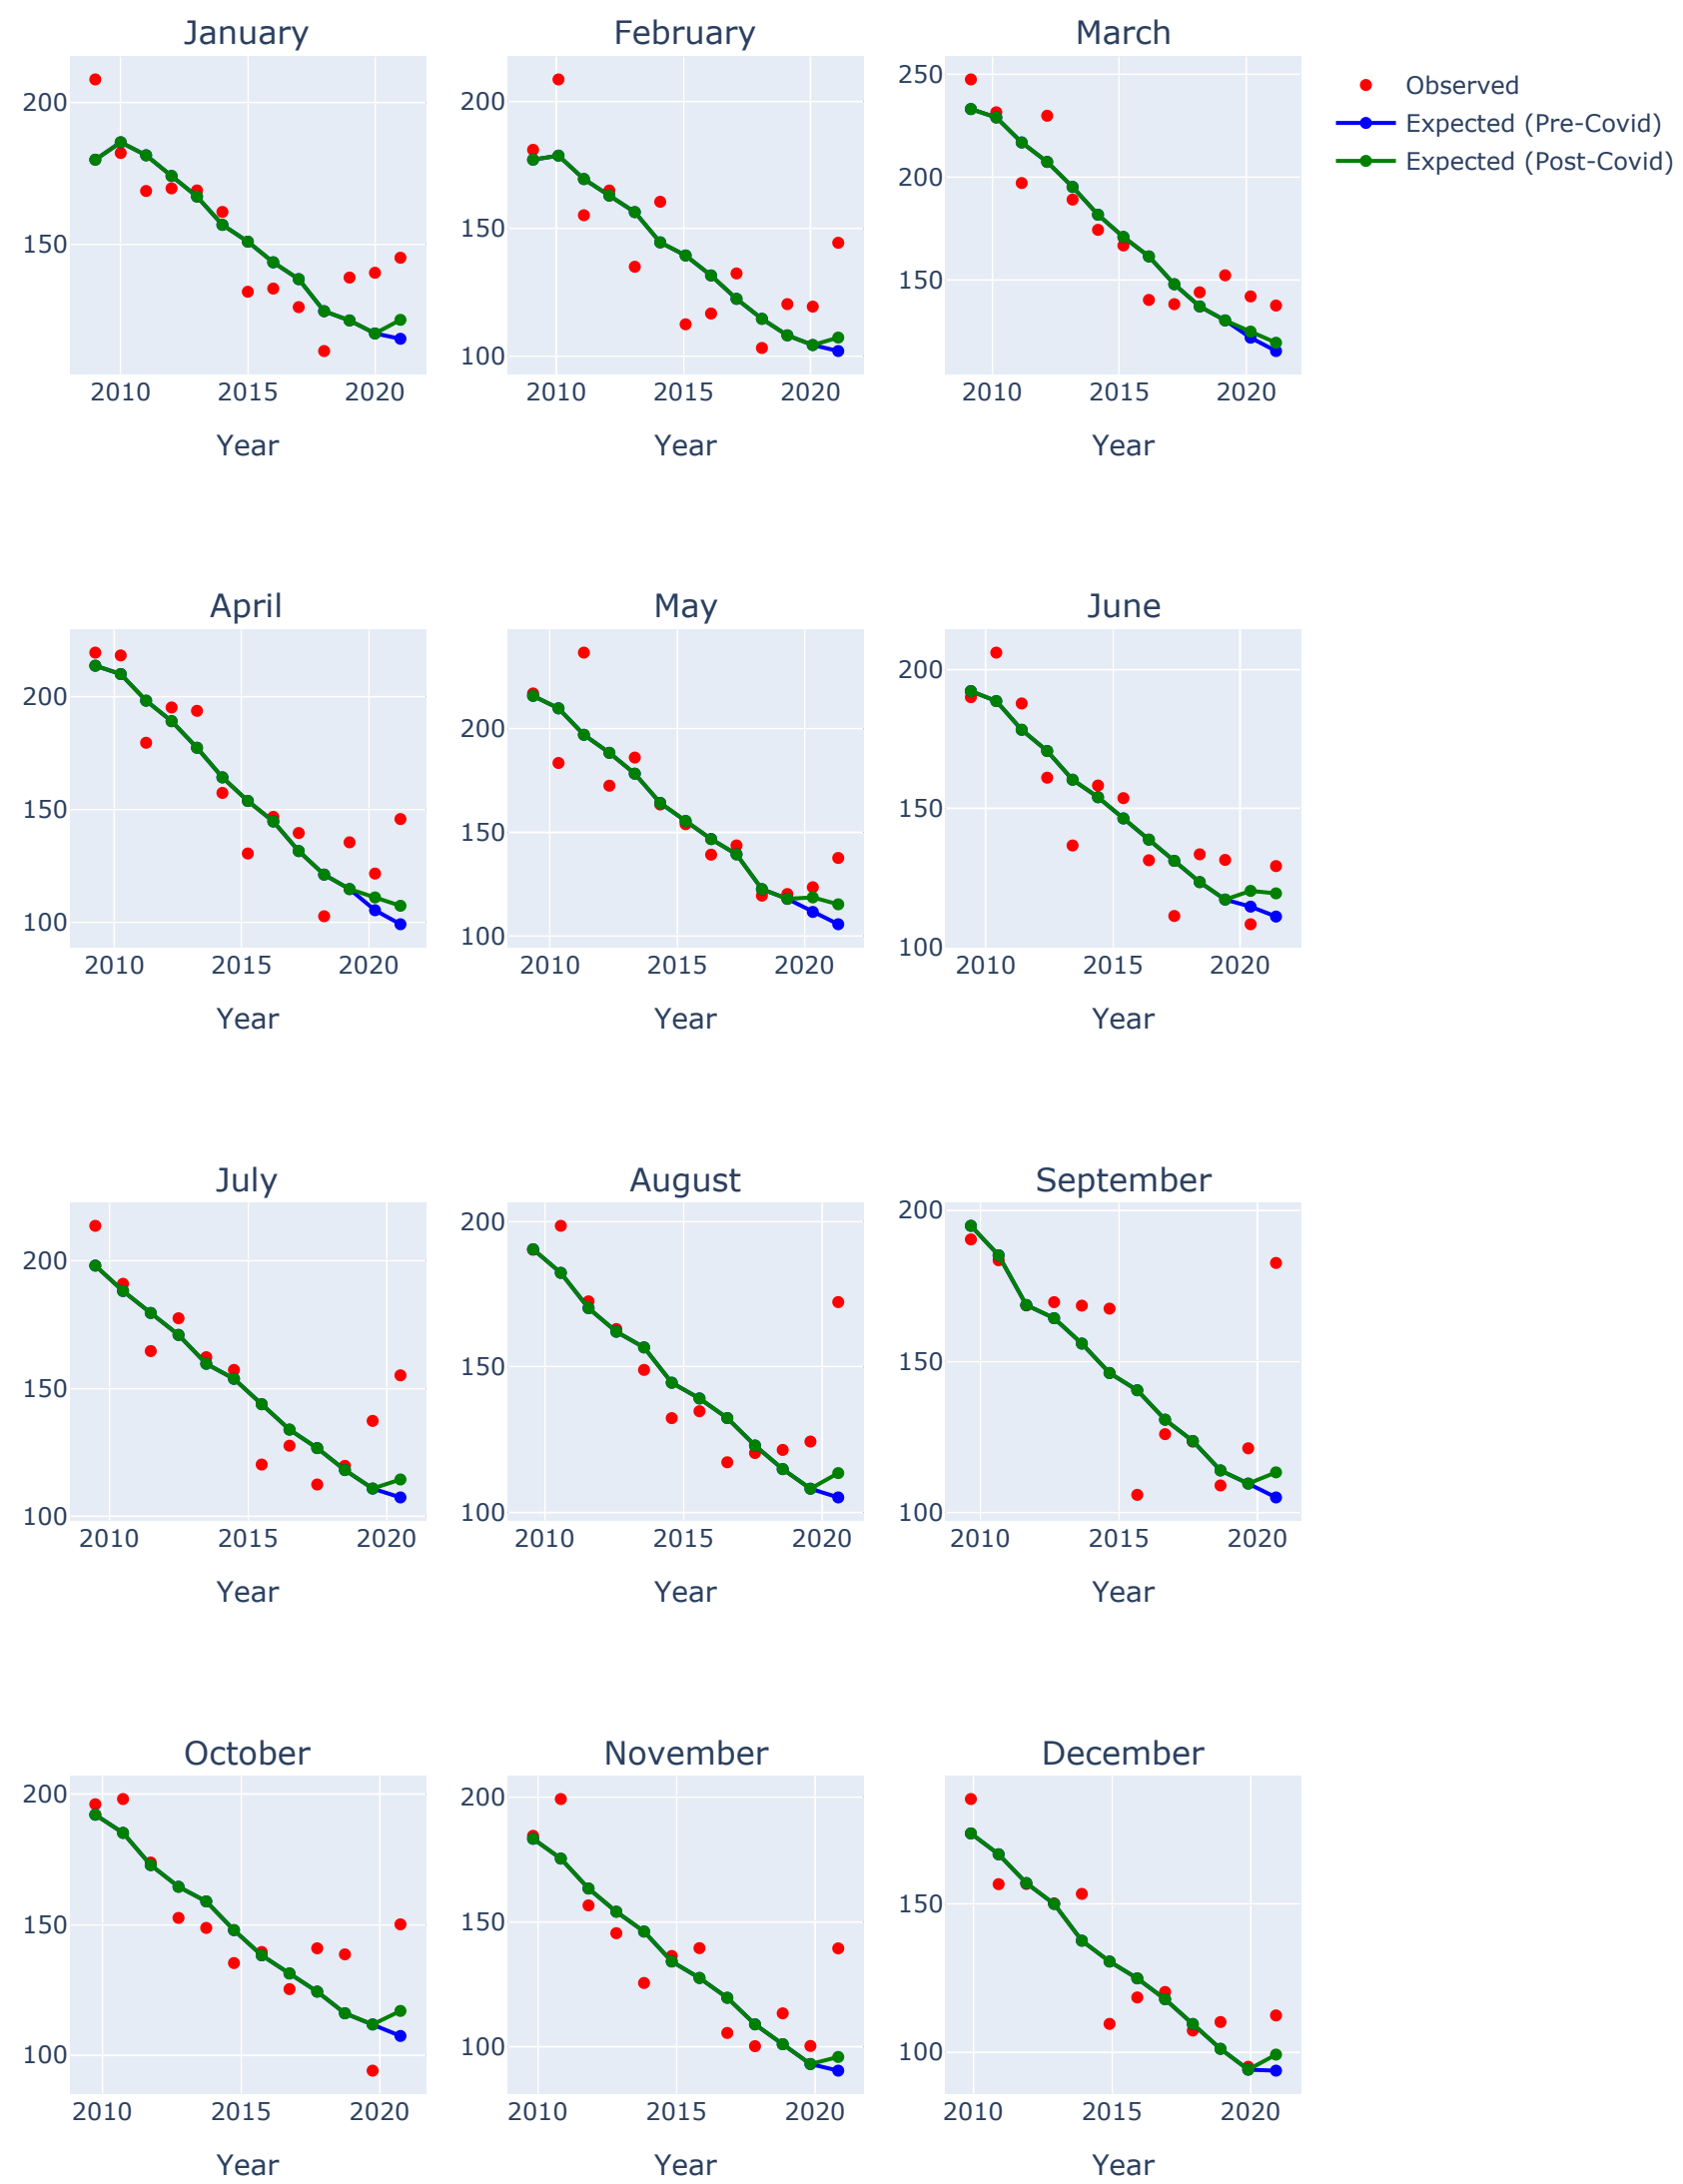 January February March
250
200 200
200
150 150
150
100
2010 2015 2020 2010 2015 2020 2010 2015 2020
Year Year Year
Observed
Expected (Pre-Covid)
Expected (Post-Covid)
April May June
200 200 200
150 150 150
100 100 100
2010 2015 2020 2010 2015 2020 2010 2015 2020
Year Year Year
July August September
200 200 200
150 150 150
100 100 100
2010 2015 2020 2010 2015 2020 2010 2015 2020
Year Year Year
October November December
200 200
150 150 150
100 100 100
2010 2015 2020 2010 2015 2020 2010 2015 2020
Year Year Year